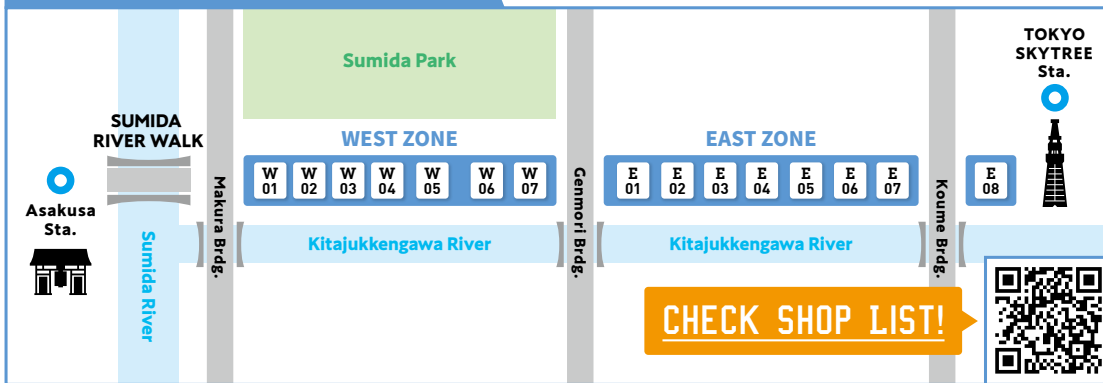 Sumida Park
TOKYO
SKYTREE
Sta.
SUMIDA
RIVER WALK
WEST ZONE
EAST ZONE
W
01
W
02
W
03
W
04
W
05
W
06
W
07
E
01
E
02
E
03
E
04
E
05
E
06
E
07
E
08
Asakusa
Sta.
Makura Brdg.
Genmori Brdg.
Koume Brdg.
Sumida River
Kitajukkengawa River
Kitajukkengawa River
CHECK SHOP LIST!